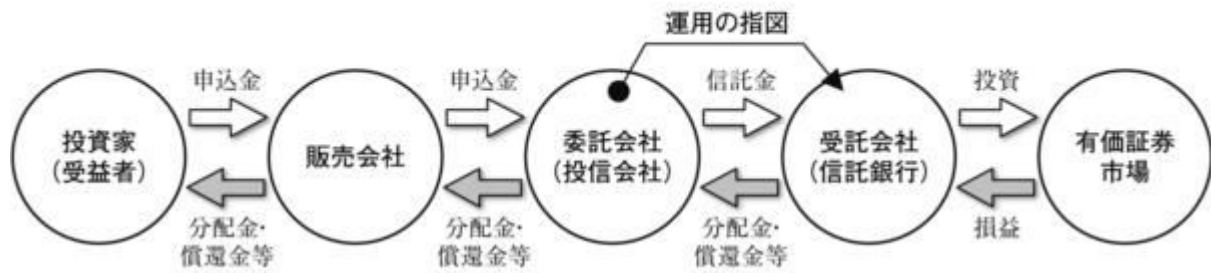 運用の指図
申込金
申込金
信託金
投資
投資家
(受益者)
販売会社
委託会社
(投信会社)
受託会社
(信託銀行)
有価証券
市場
分配金・
償還金等
分配金・
償還金等
分配金・
償還金等
損益